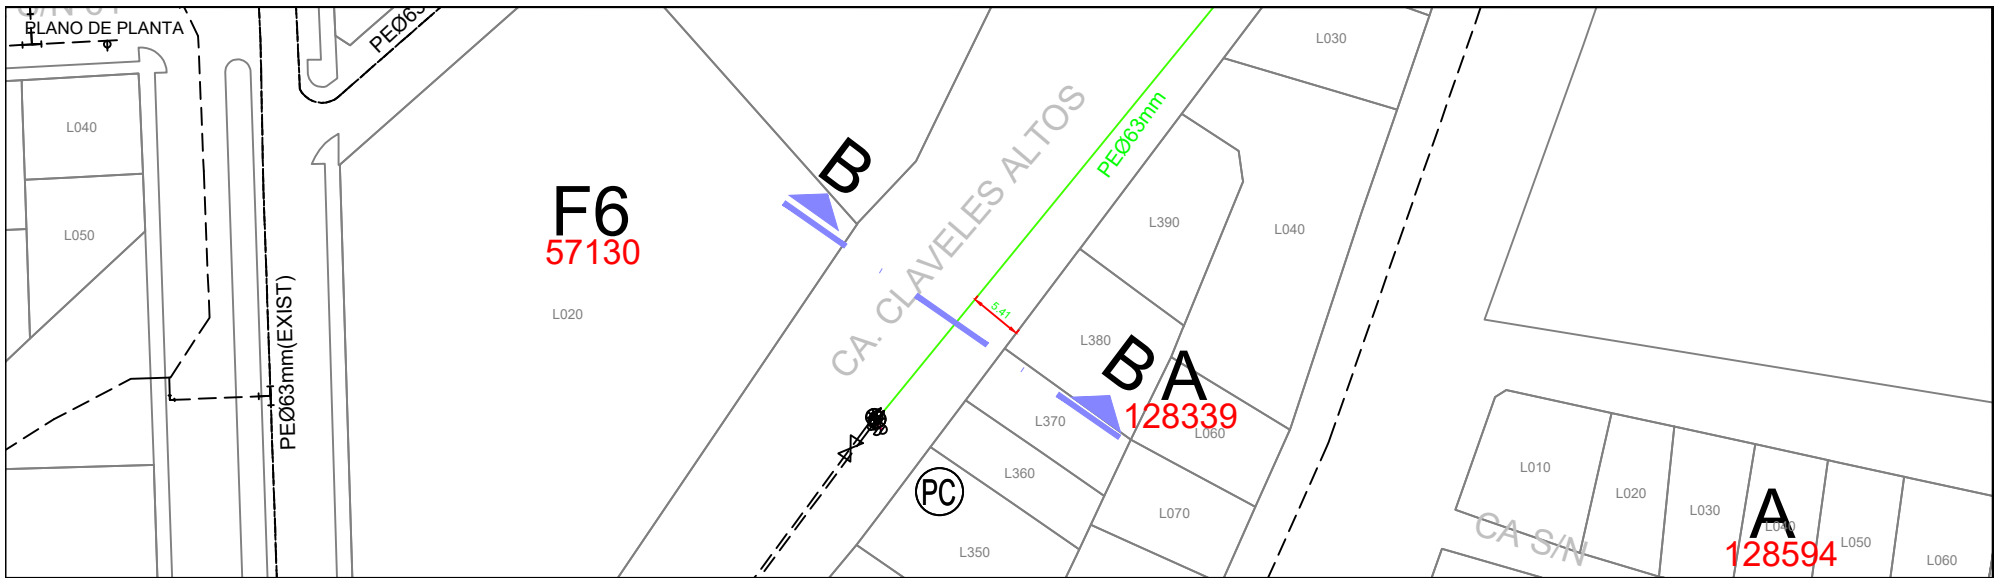 PLANO DE PLANTA
PEØ63
L030
L040
L050
PEØ63mm(EXIST)
F6
57130
L020
B
CA. CLAVELES ALTOS
PEØ63mm
5.41
L390
L040
L380
B
A
128339
L370
L060
L360
PC
L070
L350
L010
L020
L030
CA S/N
A
L040
128594
L050
L060